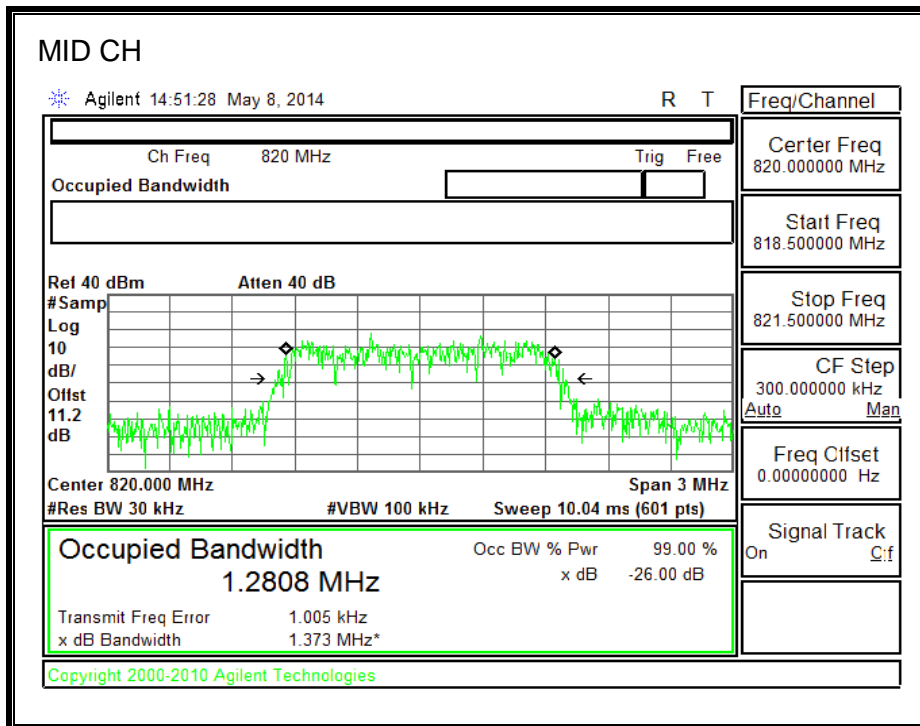 MID CH
Agilent 14:51:28 May 8, 2014 R T
Freq/Channel
Ch Freq 820 MHz Trig Free
Occupied Bandwidth
Center Freq
820.000000 MHz
Start Freq
818.500000 MHz
Stop Freq
821.500000 MHz
CF Step
300.000000 kHz
Auto Man
Freq Offset
0.00000000 Hz
Signal Track
On Off
Ref 40 dBm Atten 40 dB
#Samp
Log
10
dB/
Offst
11.2
dB
Center 820.000 MHz Span 3 MHz
#Res BW 30 kHz #VBW 100 kHz Sweep 10.04 ms (601 pts)
Occupied Bandwidth
1.2808 MHz
Occ BW % Pwr 99.00 %
x dB -26.00 dB
Transmit Freq Error 1.005 kHz
x dB Bandwidth 1.373 MHz*
Copyright 2000-2010 Agilent Technologies